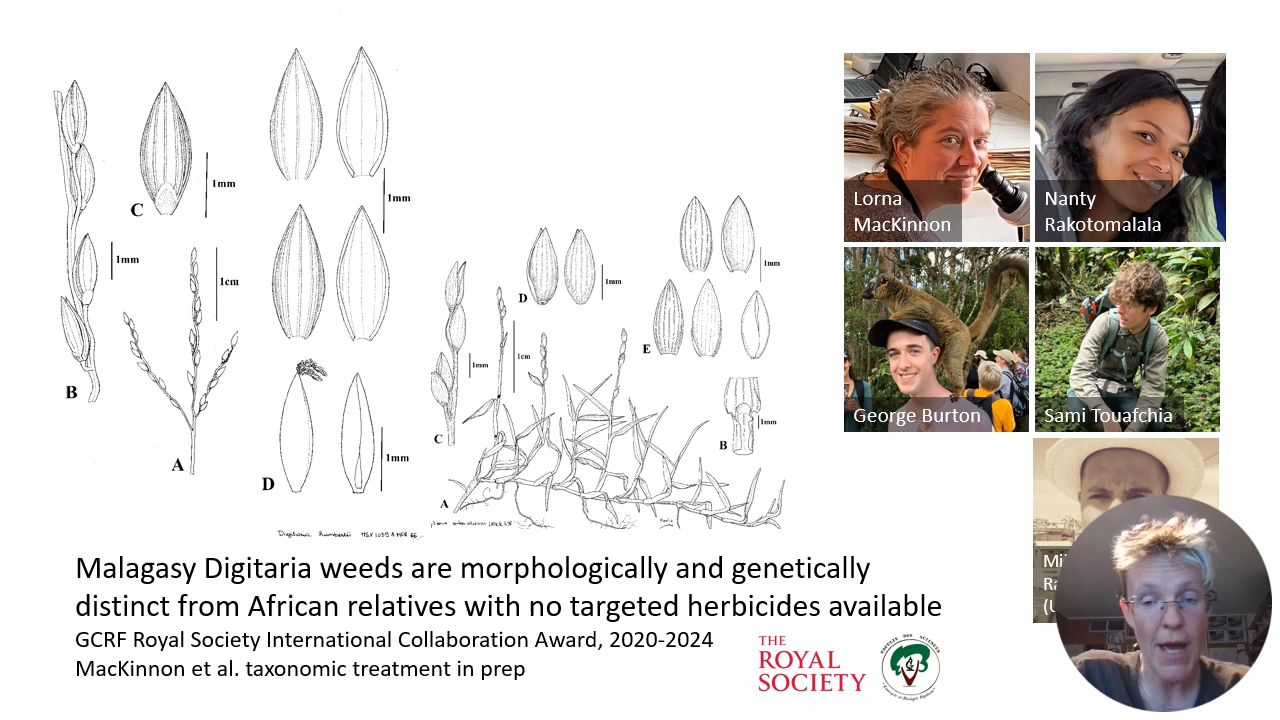 C
1mm
1mm
1mm
1cm
B
A
D
1mm
D
1mm
1mm
E
1cm
1mm
C
B
1mm
A
Digitaria humbertii
Lorna
MacKinnon
Nanty
Rakotomalala
George Burton
Sami Touafchia
Malagasy Digitaria weeds are morphologically and genetically
distinct from African relatives with no targeted herbicides available
GCRF Royal Society International Collaboration Award, 2020-2024
MacKinnon et al. taxonomic treatment in prep
THE
ROYAL
SOCIETY